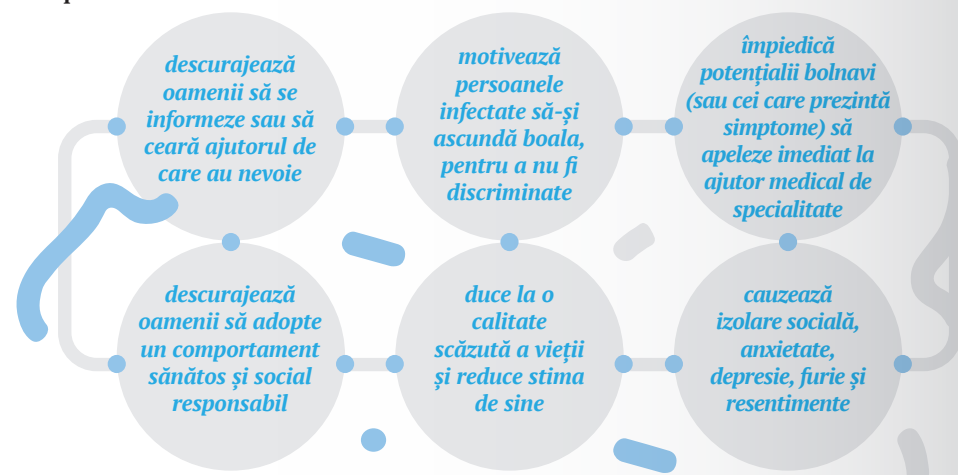 descurajează
oamenii să se
informeze sau să
ceară ajutorul de
care au nevoie
motivează
persoanele
infectate să-și
ascundă boala,
pentru a nu fi
discriminate
împiedică
potențialii bolnavi
(sau cei care prezintă
simptome) să
apeleze imediat la
ajutor medical de
specialitate
descurajează
oamenii să adopte
un comportament
sănătos și social
responsabil
duce la o
calitate
scăzută a vieții
și reduce stima
de sine
cauzează
izolare socială,
anxietate,
depresie, furie și
resentimente